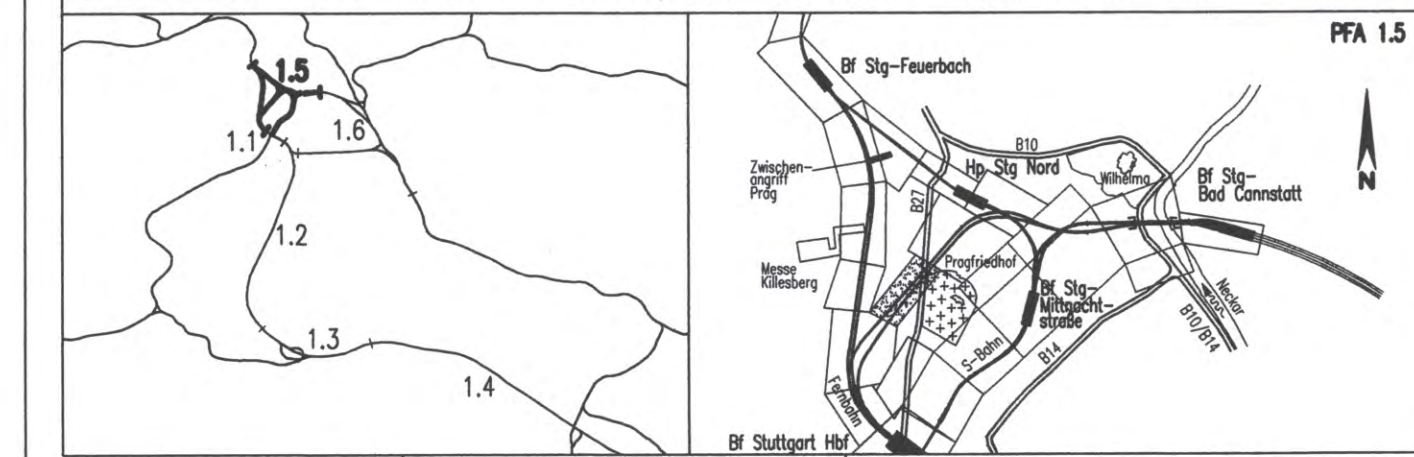 1.5
1.1
1.6
1.2
1.3
1.4
PFA 1.5
Bf Stg-Feuerbach
B10
Zwischen-
angriff
Prag
Hp Stg Nord
Wilhelma
Bf Stg-
Bad Cannstatt
N
B27
Messe
Killesberg
Pragfriedhof
Bf Stg-
Mittnacht-
straße
Neckar
B10/B14
S-Bahn
B14
Fernbahn
Bf Stuttgart Hbf